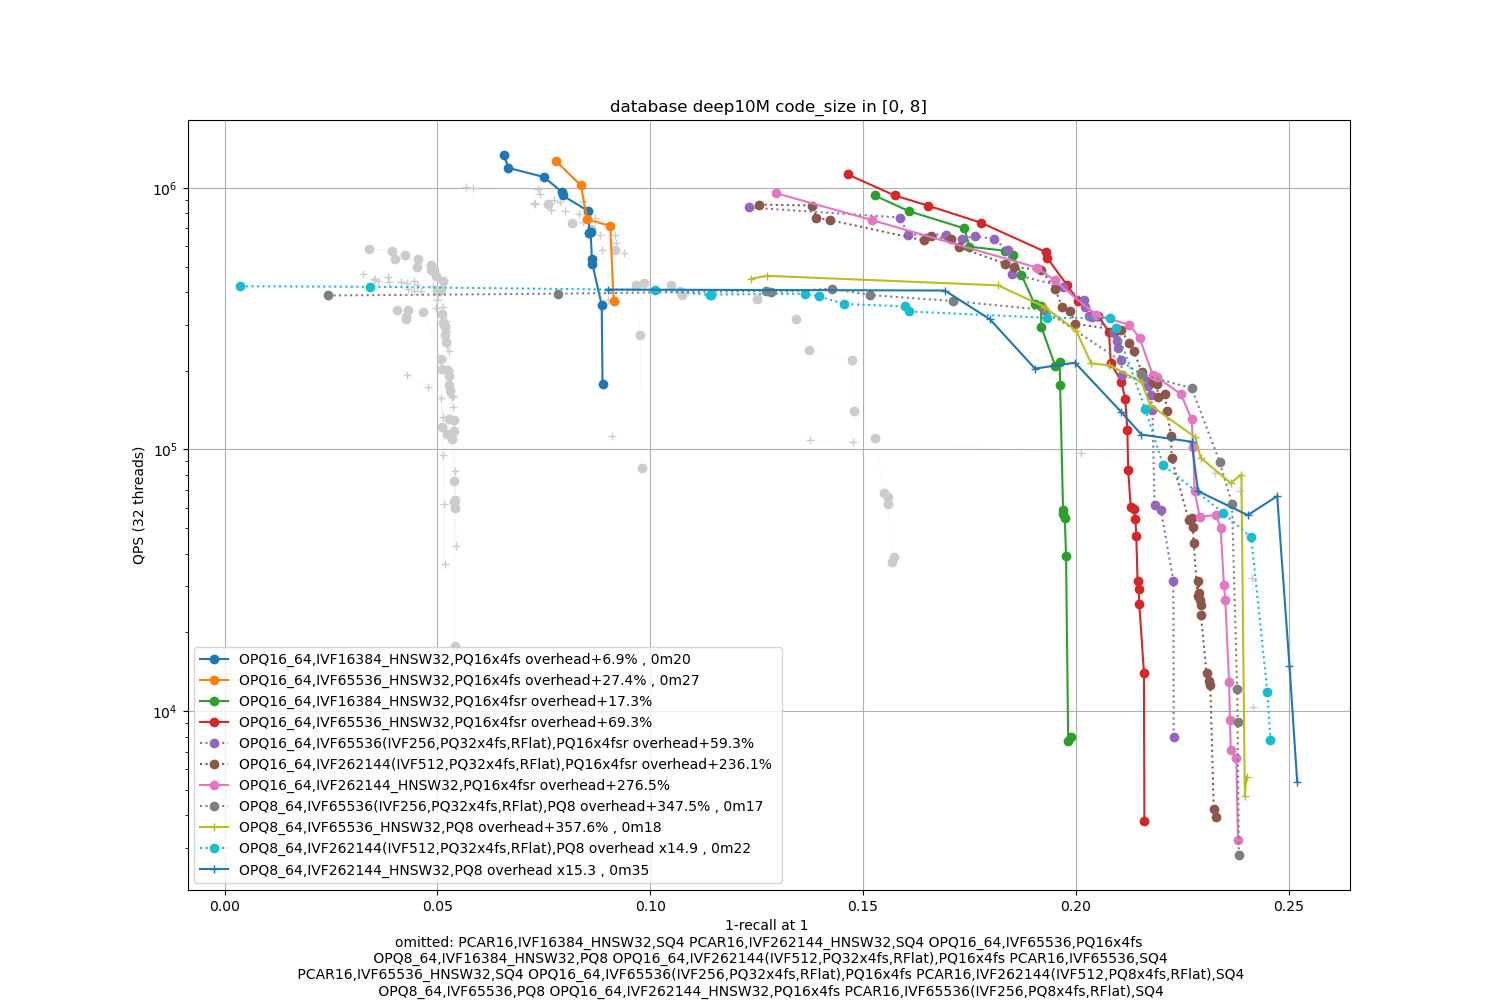 database deep10M code_size in [0, 8]
QPS (32 threads)
10^6
10^5
10^4
OPQ16_64,IVF16384_HNSW32,PQ16x4fs overhead+6.9% , 0m20
OPQ16_64,IVF65536_HNSW32,PQ16x4fs overhead+27.4% , 0m27
OPQ16_64,IVF16384_HNSW32,PQ16x4fsr overhead+17.3%
OPQ16_64,IVF65536_HNSW32,PQ16x4fsr overhead+69.3%
OPQ16_64,IVF65536(IVF256,PQ32x4fs,RFlat),PQ16x4fsr overhead+59.3%
OPQ16_64,IVF262144(IVF512,PQ32x4fs,RFlat),PQ16x4fsr overhead+236.1%
OPQ16_64,IVF262144_HNSW32,PQ16x4fsr overhead+276.5%
OPQ8_64,IVF65536(IVF256,PQ32x4fs,RFlat),PQ8 overhead+347.5% , 0m17
OPQ8_64,IVF65536_HNSW32,PQ8 overhead+357.6% , 0m18
OPQ8_64,IVF262144(IVF512,PQ32x4fs,RFlat),PQ8 overhead x14.9 , 0m22
OPQ8_64,IVF262144_HNSW32,PQ8 overhead x15.3 , 0m35
0.00 0.05 0.10 0.15 0.20 0.25
1-recall at 1
omitted: PCAR16,IVF16384_HNSW32,SQ4 PCAR16,IVF262144_HNSW32,SQ4 OPQ16_64,IVF65536,PQ16x4fs
OPQ8_64,IVF16384_HNSW32,PQ8 OPQ16_64,IVF262144(IVF512,PQ32x4fs,RFlat),PQ16x4fs PCAR16,IVF65536,SQ4
PCAR16,IVF65536_HNSW32,SQ4 OPQ16_64,IVF65536(IVF256,PQ32x4fs,RFlat),PQ16x4fs PCAR16,IVF262144(IVF512,PQ8x4fs,RFlat),SQ4
OPQ8_64,IVF65536,PQ8 OPQ16_64,IVF262144_HNSW32,PQ16x4fs PCAR16,IVF65536(IVF256,PQ8x4fs,RFlat),SQ4